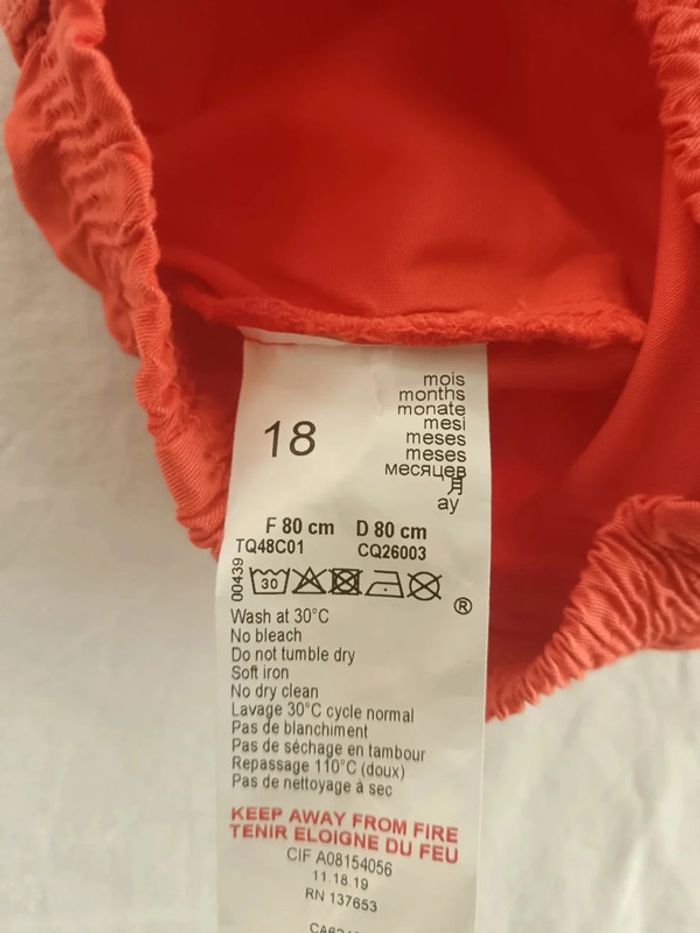 18
mois
months
monate
mesi
meses
meses
месяцев
月
ay
F 80 cm D 80 cm
TQ48C01 CQ26003
00439
30
®
Wash at 30°C
No bleach
Do not tumble dry
Soft iron
No dry clean
Lavage 30°C cycle normal
Pas de blanchiment
Pas de séchage en tambour
Repassage 110°C (doux)
Pas de nettoyage à sec
KEEP AWAY FROM FIRE
TENIR ELOIGNE DU FEU
CIF A08154056
11.18.19
RN 137653